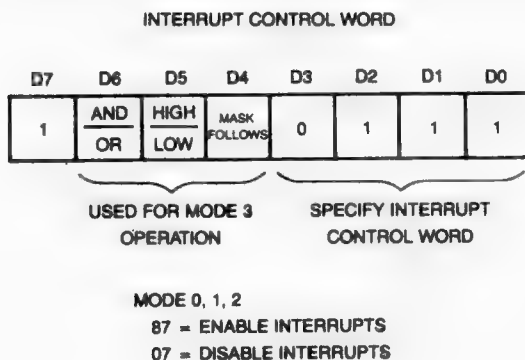 INTERRUPT CONTROL WORD
D7 D6 D5 D4 D3 D2 D1 D0
1 AND HIGH MASK FOLLOWS 0 1 1 1
OR LOW
USED FOR MODE 3 SPECIFY INTERRUPT
OPERATION CONTROL WORD
MODE 0, 1, 2
87 = ENABLE INTERRUPTS
07 = DISABLE INTERRUPTS